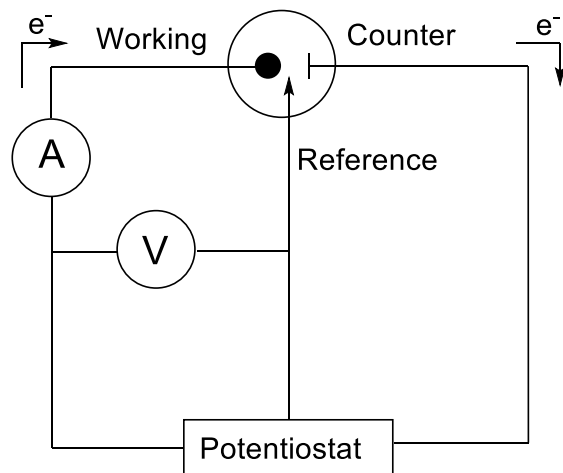 e-
Working
Counter
e-
A
Reference
V
Potentiostat